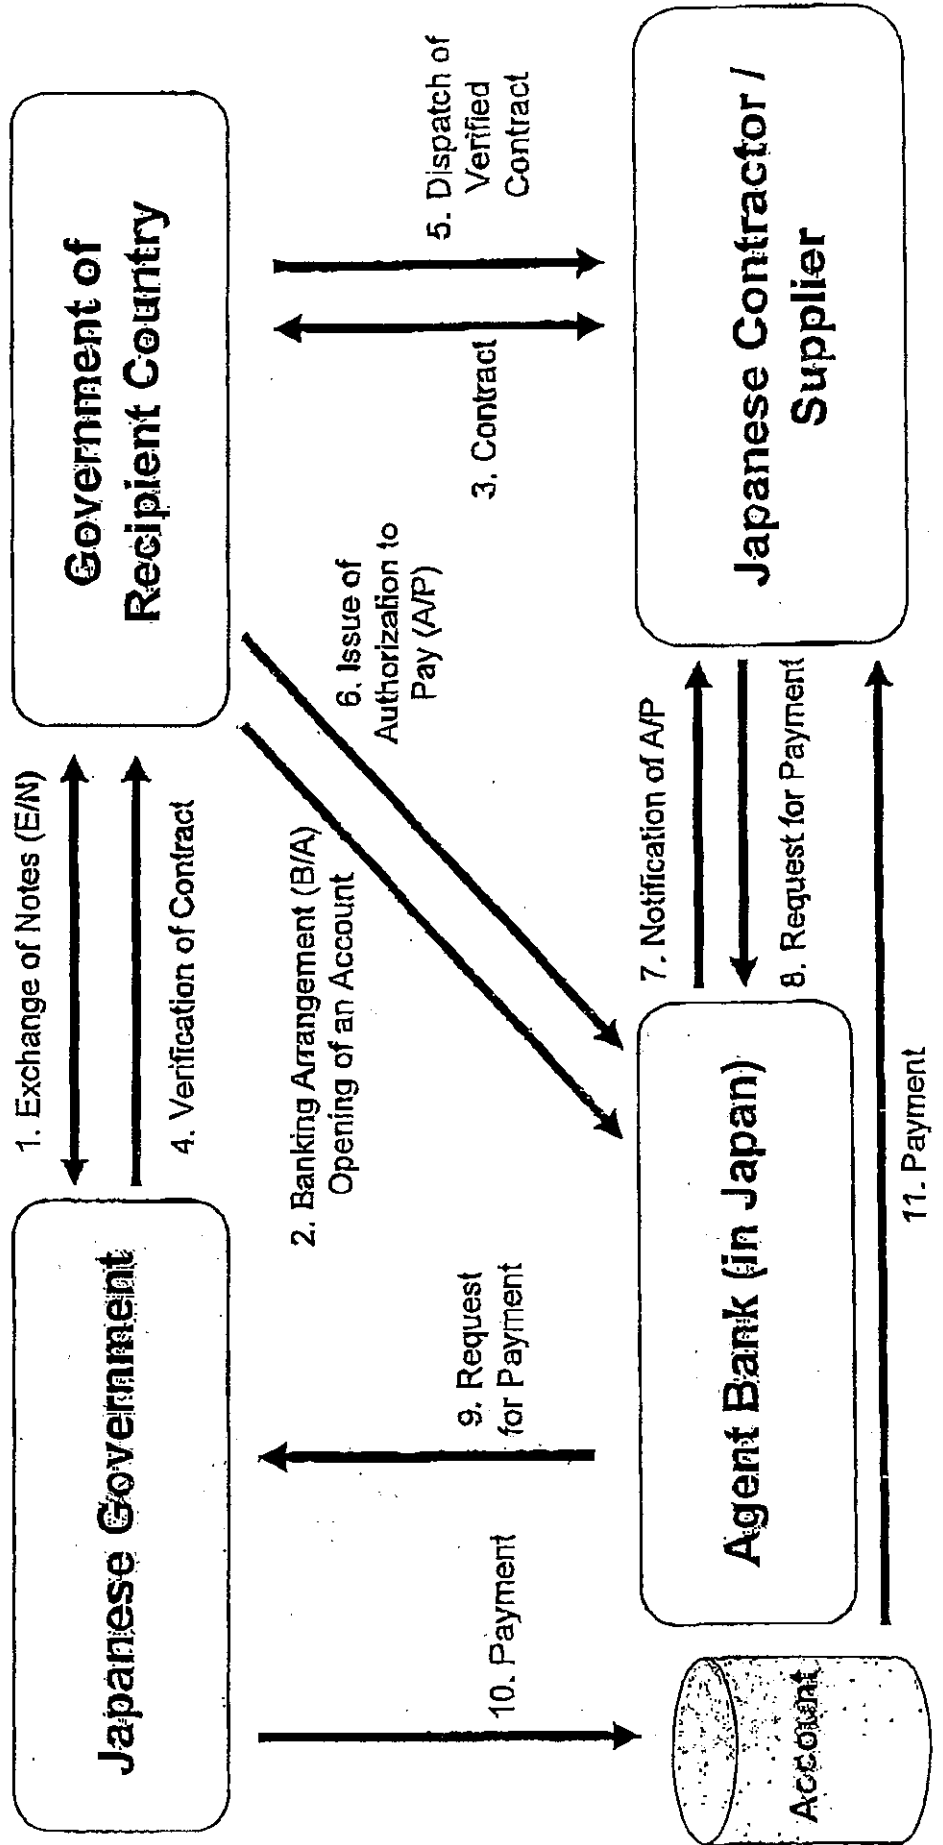 Japanese Government
1. Exchange of Notes (E/N)
4. Verification of Contract
Government of
Recipient Country
2. Banking Arrangement (B/A)
Opening of an Account
6. Issue of
Authorization to
Pay (A/P)
10. Payment
9. Request
for Payment
3. Contract
5. Dispatch of
Verified
Contract
Account
Agent Bank (in Japan)
7. Notification of A/P
8. Request for Payment
Japanese Contractor /
Supplier
11. Payment